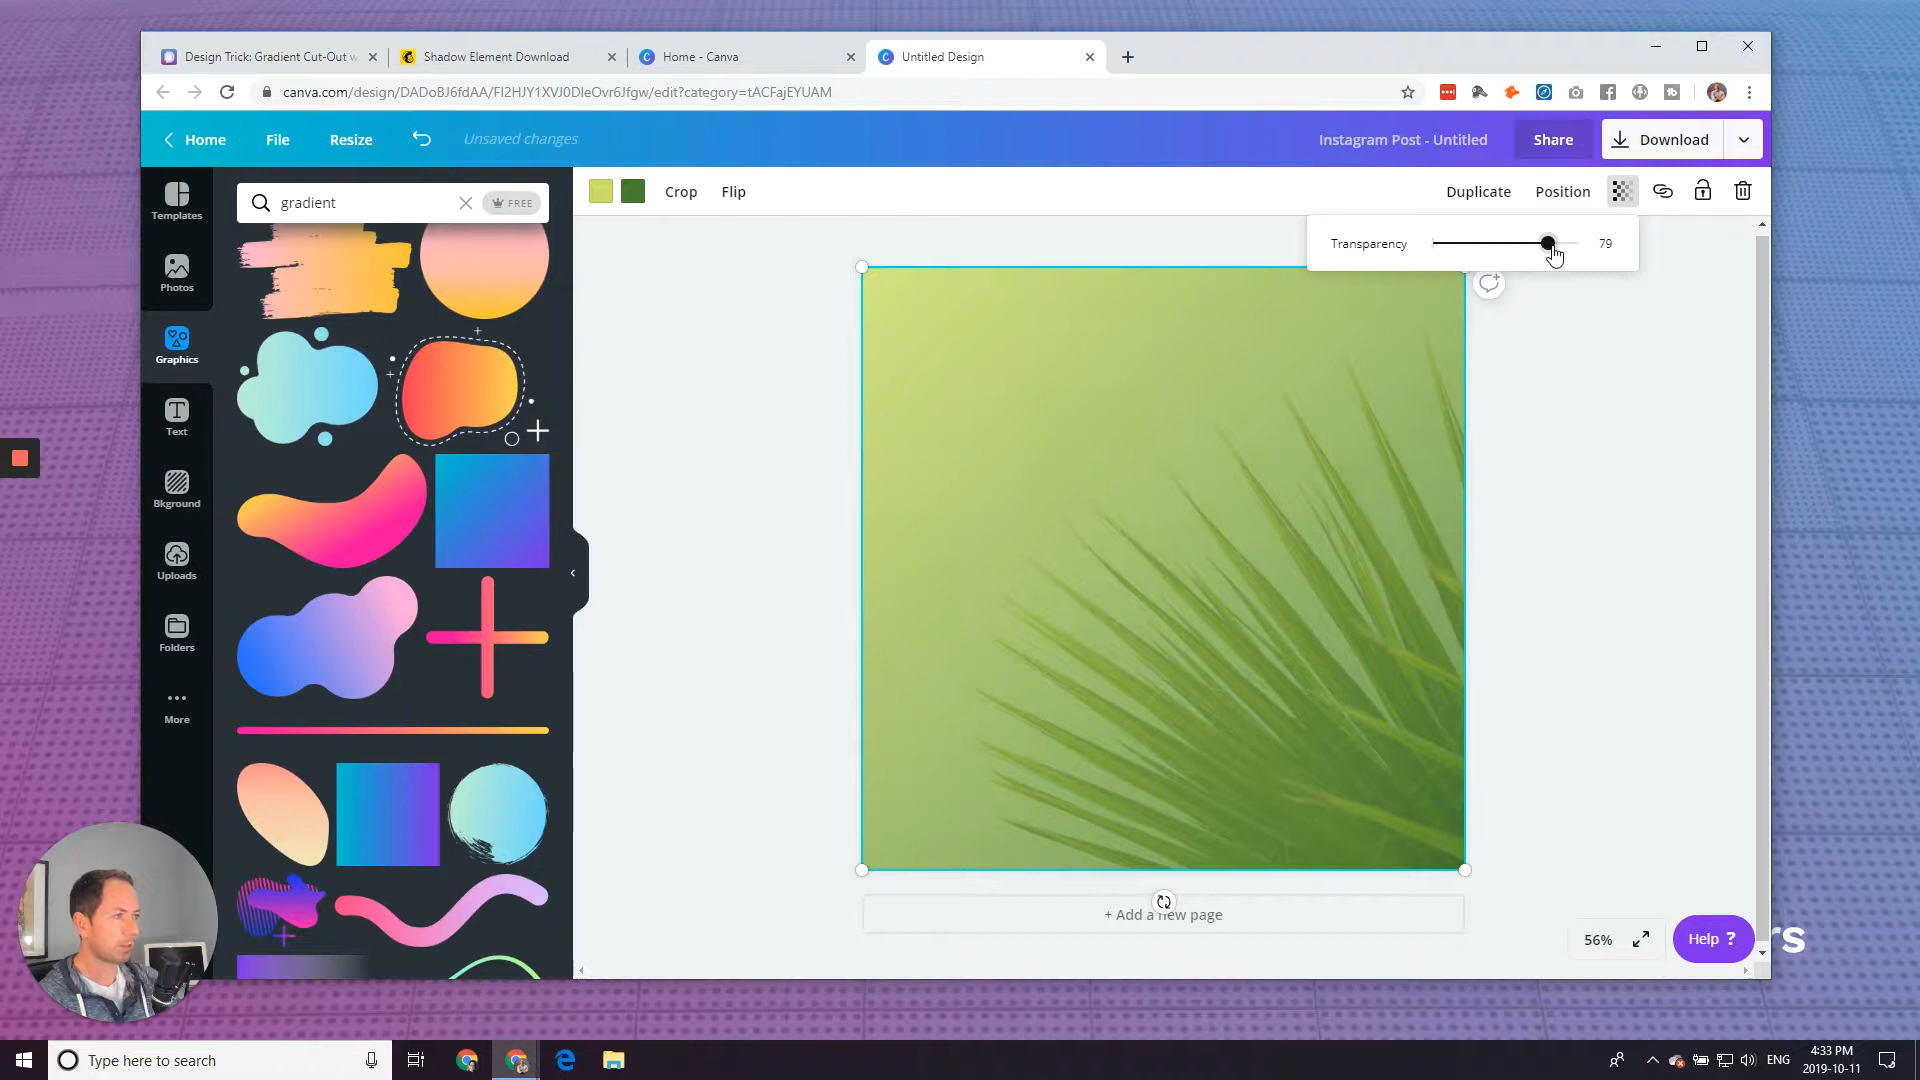 Design Trick: Gradient Cut-Out w
Shadow Element Download
Home - Canva
Untitled Design
canva.com/design/DADoBJ6fdAA/FI2HJY1XVJ0DIeOvr6Jfgw/edit?category=tACFajEYUAM
Home
File
Resize
Unsaved changes
Instagram Post - Untitled
Share
Download
Templates
Photos
Graphics
Text
Bkground
Uploads
Folders
More
gradient
FREE
Crop
Flip
Duplicate
Position
Transparency
79
+ Add a new page
56%
Help ?
rs
Type here to search
ENG
4:33 PM
2019-10-11